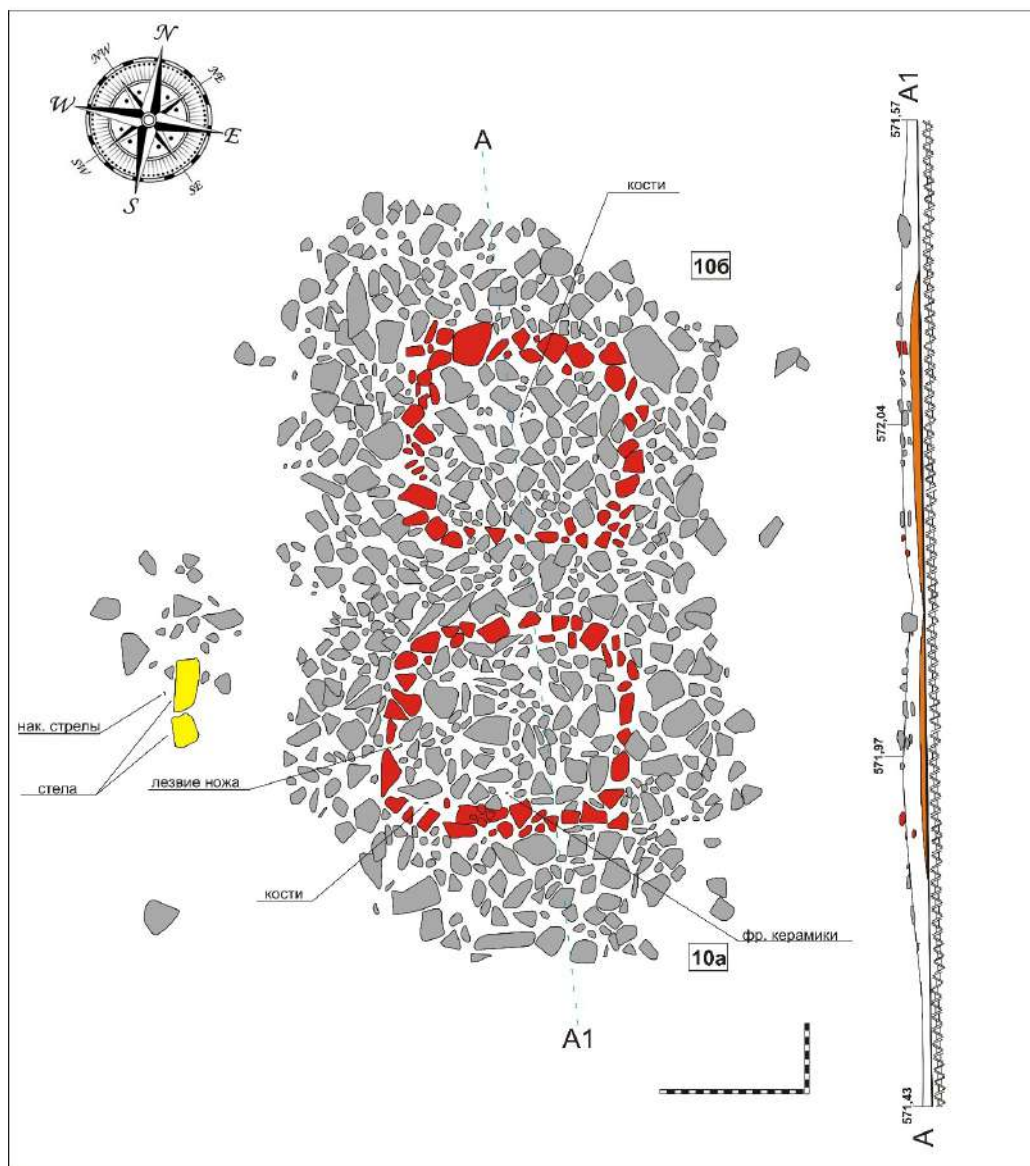 N
NW
NE
W
E
SW
SE
S
A
кости
10б
нак. стрелы
стела
лезвие ножа
кости
фр. керамики
10а
A1
A1
571,57
572,04
571,97
571,43
A